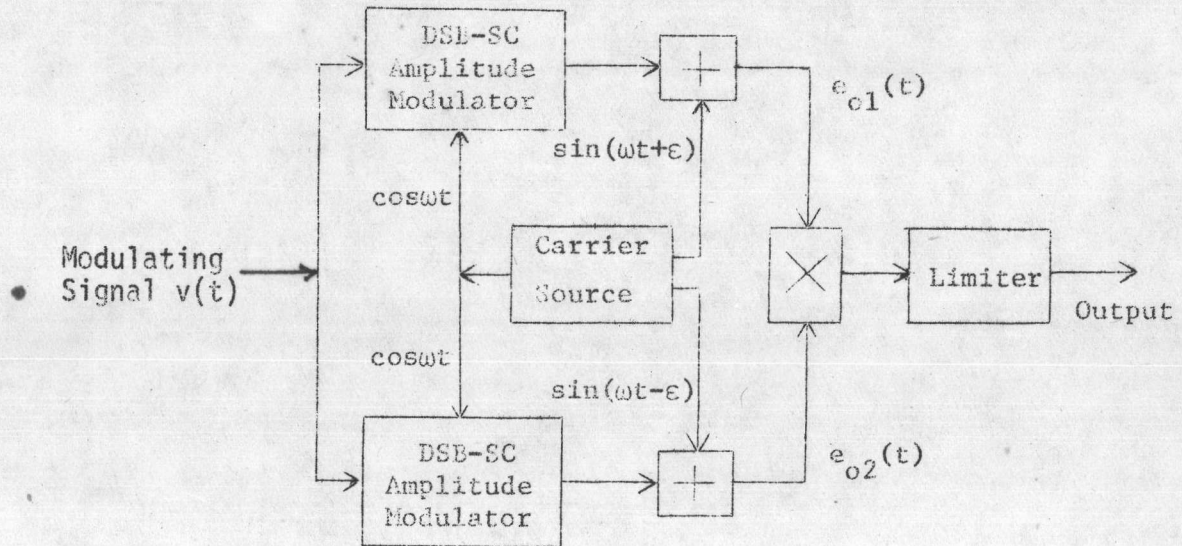 DSB-SC
Amplitude
Modulator
e_o1(t)
sin(ωt+ε)
cosωt
Modulating
Signal v(t)
Carrier
Source
Limiter
Output
cosωt
sin(ωt-ε)
DSB-SC
Amplitude
Modulator
e_o2(t)